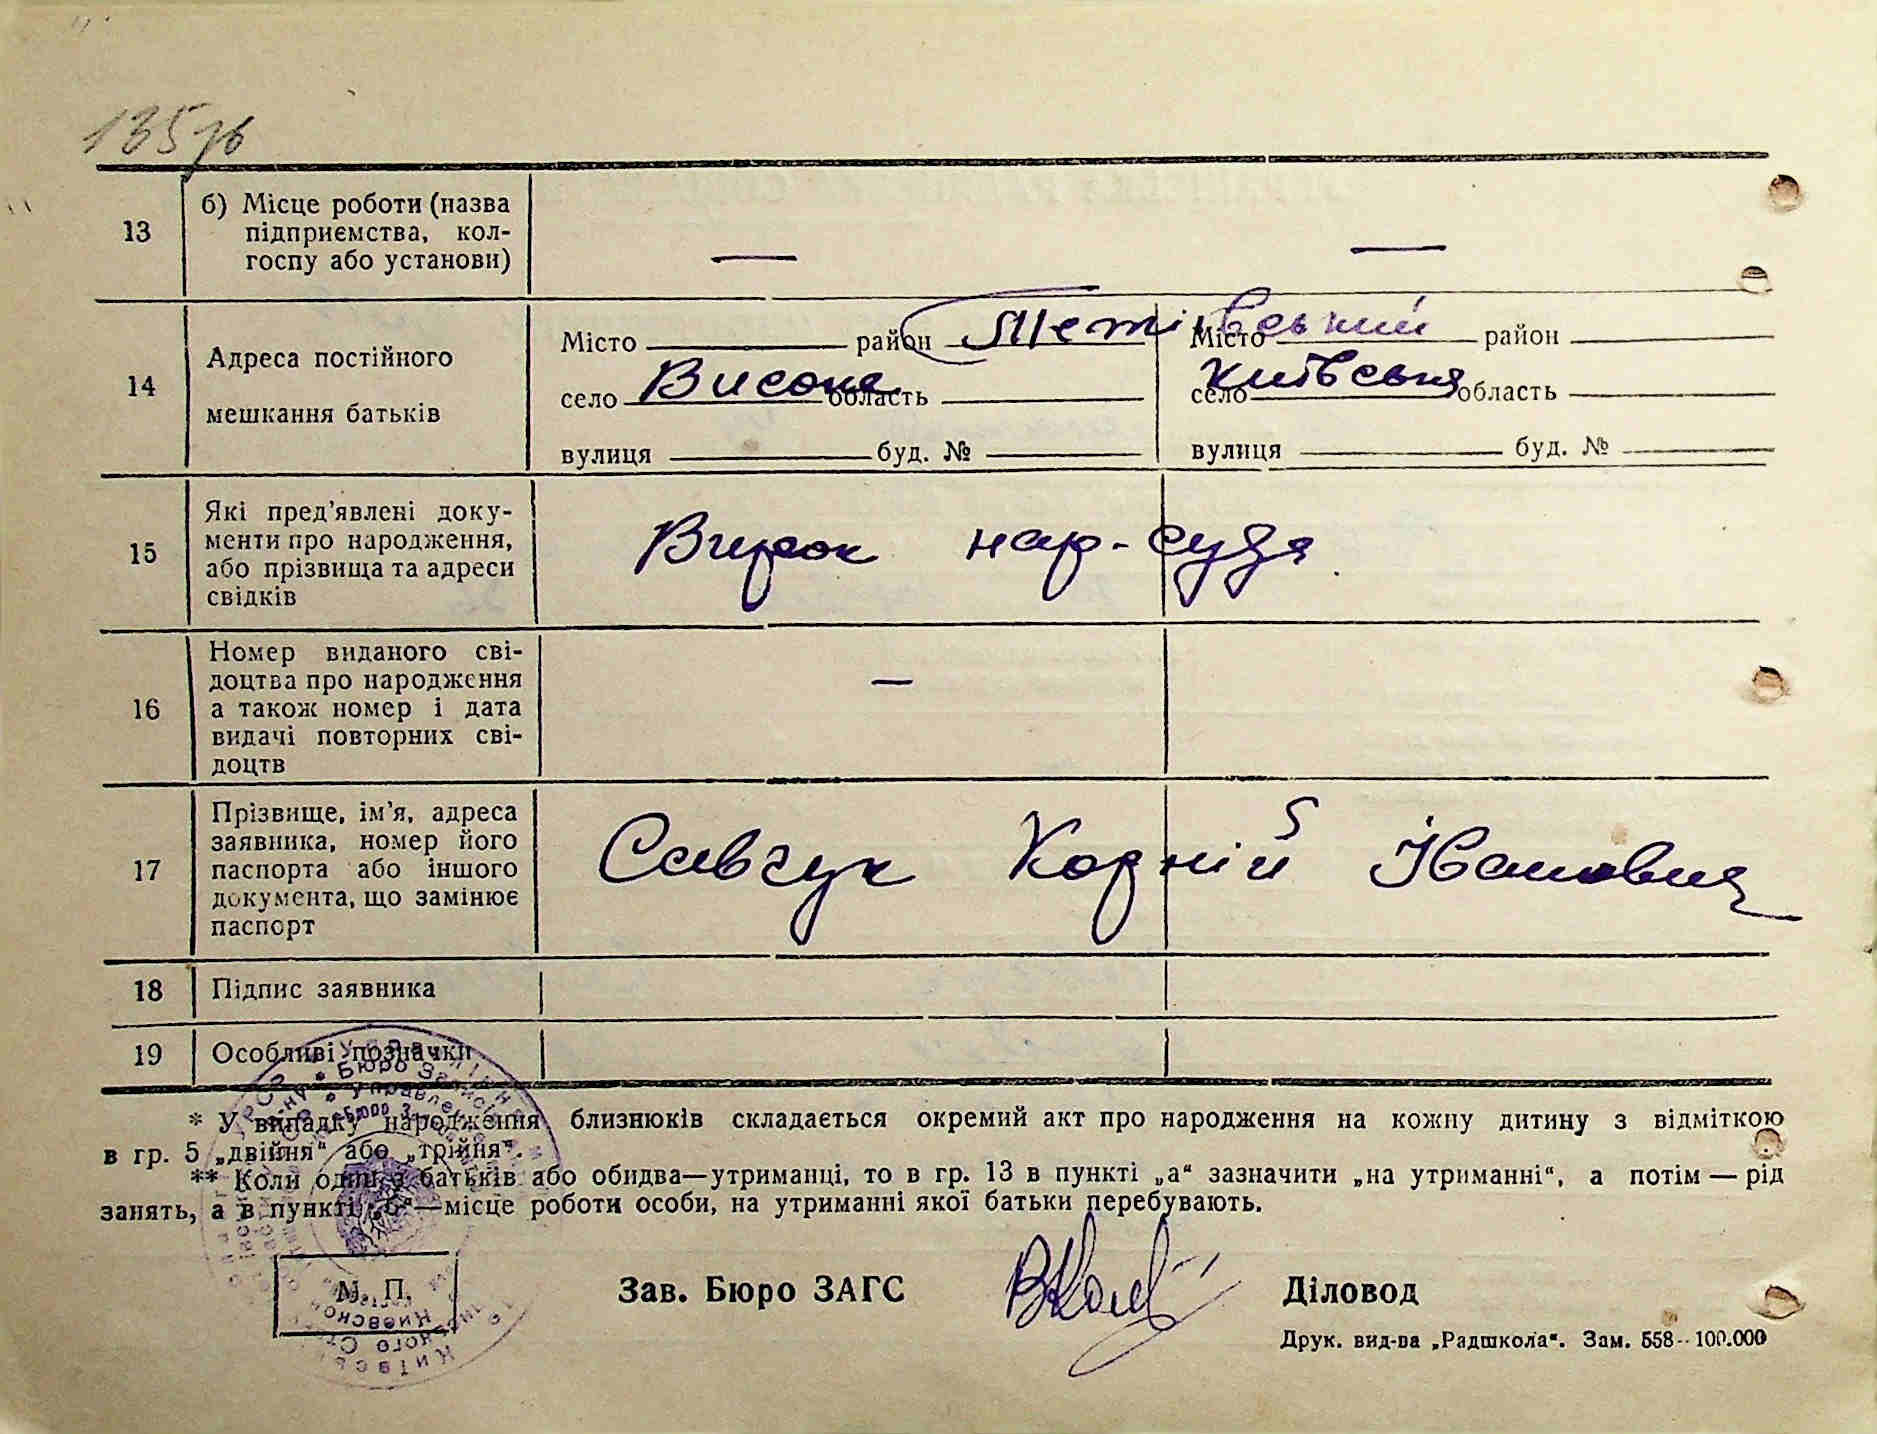 135зв
13
б) Місце роботи (назва
підприємства, кол-
госпу або установи)
—
—
14
Адреса постійного
мешкання батьків
Місто район Тетіївський
село Висока область
вулиця буд. №
Місто район
село Київська область
вулиця буд. №
15
Які пред'явлені доку-
менти про народження,
або прізвища та адреси
свідків
Вирок нар-суда
16
Номер виданого сві-
доцтва про народження
а також номер і дата
видачі повторних сві-
доцтв
—
17
Прізвище, ім'я, адреса
заявника, номер його
паспорта або іншого
документа, що замінює
паспорт
Савчук Корній Іванович
18
Підпис заявника
19
Особливі позначки
* У випадку народження близнюків складається окремий акт про народження на кожну дитину з відміткою
в гр. 5 „двійня“ або „трійня“.
** Коли один з батьків або обидва—утриманці, то в гр. 13 в пункті „а“ зазначити „на утриманні“, а потім — рід
занять, а в пункті „б“—місце роботи особи, на утриманні якої батьки перебувають.
М. П.
Зав. Бюро ЗАГС
Діловод
Друк. вид-ва „Радшкола“. Зам. 558--100.000